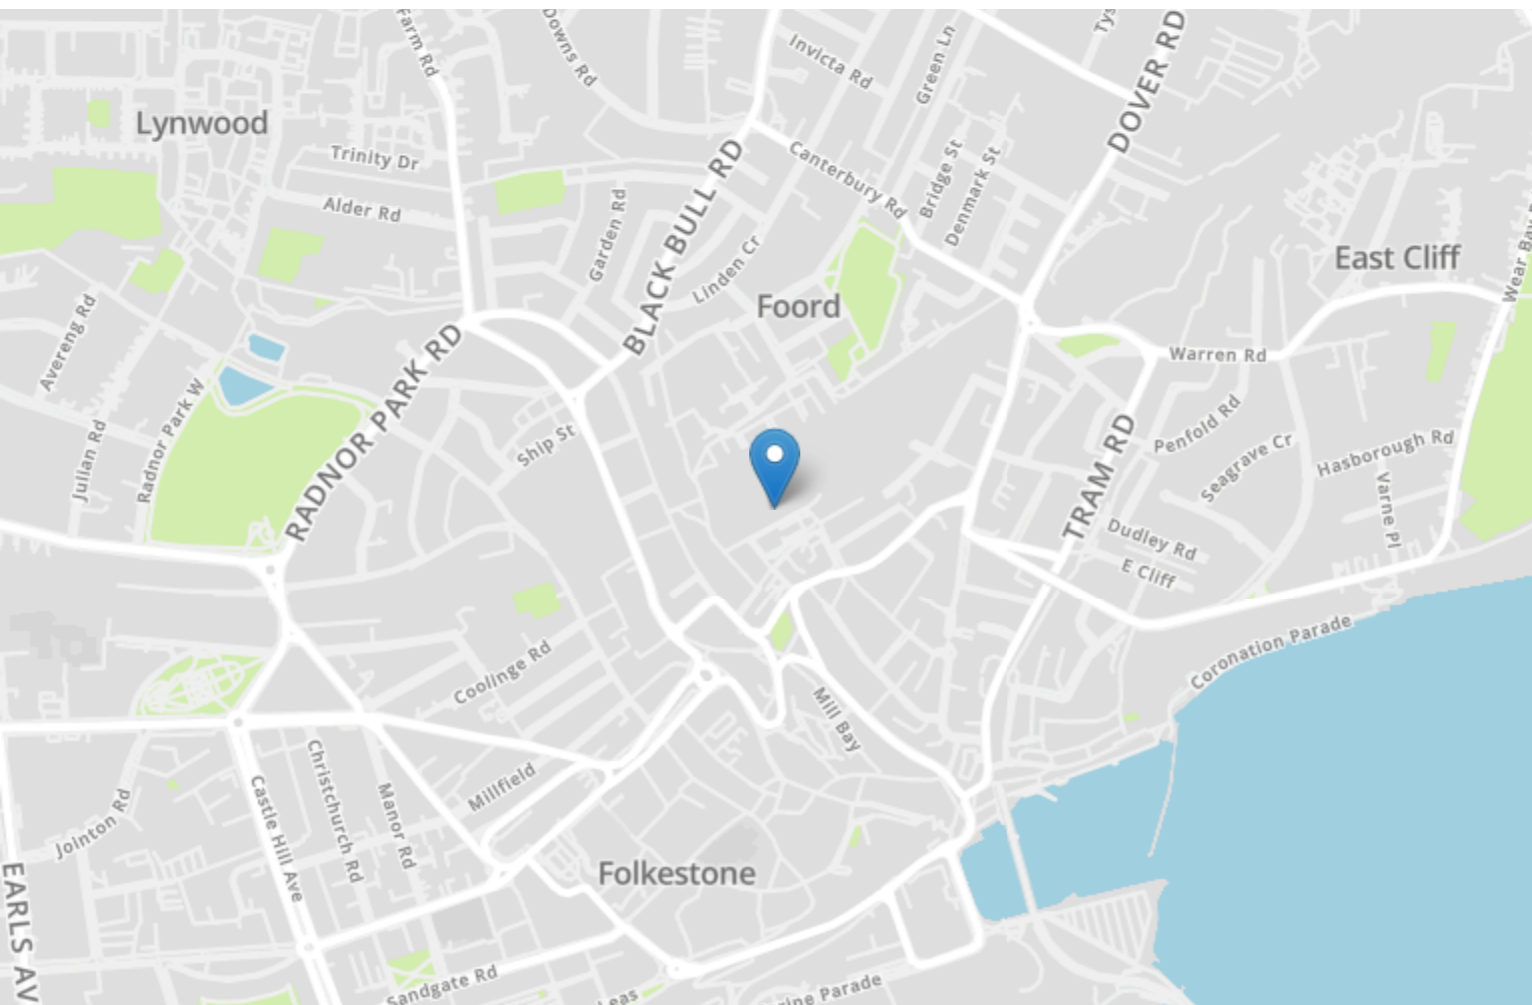 Farm Rd
Downs Rd
Invicta Rd
Green Ln
DOVER RD
Lynwood
Trinity Dr
Alder Rd
Garden Rd
BLACK BULL RD
Canterbury Rd
Bridge St
Denmark St
Linden Cr
Foord
East Cliff
Wear Bay
Avereng Rd
RADNOR PARK RD
Warren Rd
Radnor Park W
Julian Rd
Ship St
TRAM RD
Penfold Rd
Seagrave Cr
Hasborough Rd
Varne Pl
Dudley Rd
E Cliff
Coronation Parade
Coolinge Rd
Mill Bay
Millfield
Christchurch Rd
Castle Hill Ave
Manor Rd
Jointon Rd
EARLS AV
Folkestone
Sandgate Rd
Parade